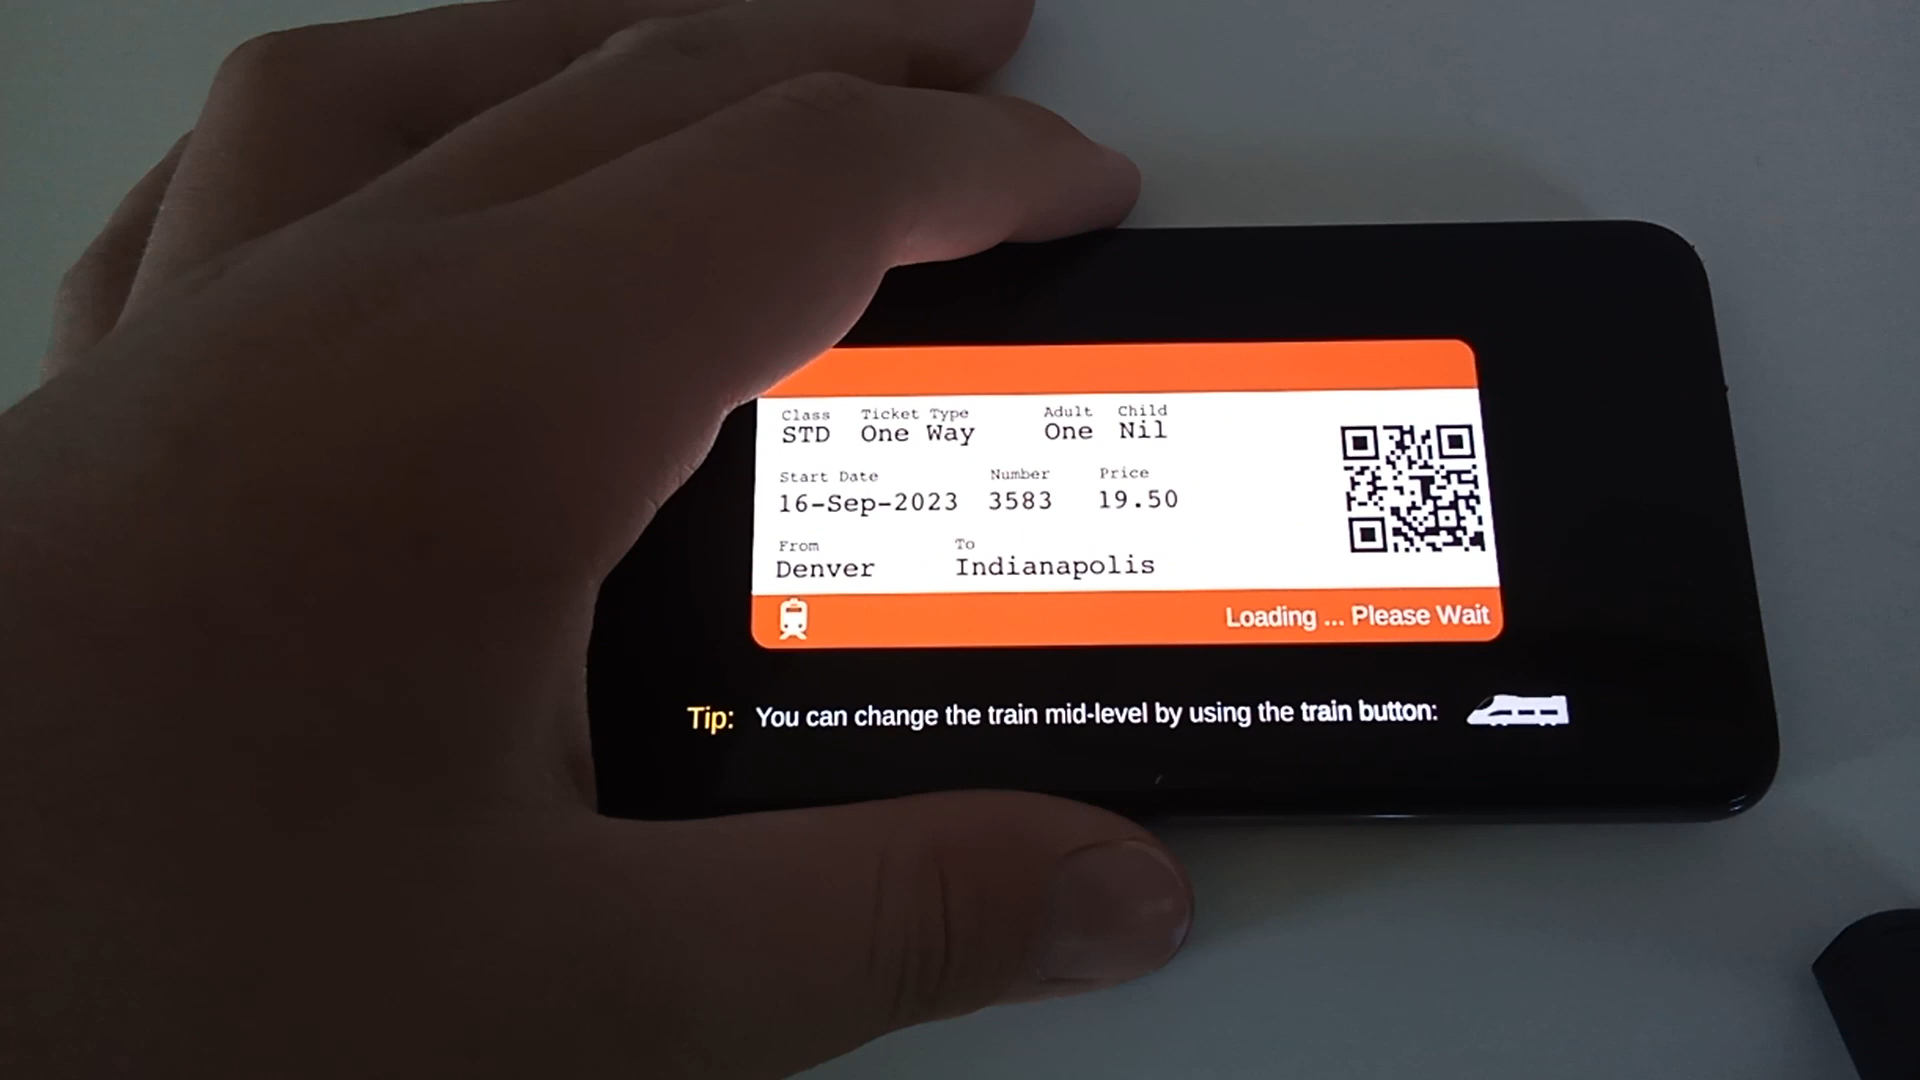 Class Ticket Type Adult Child
STD One Way One Nil
Start Date Number Price
16-Sep-2023 3583 19.50
From To
Denver Indianapolis
Loading ... Please Wait
Tip: You can change the train mid-level by using the train button: